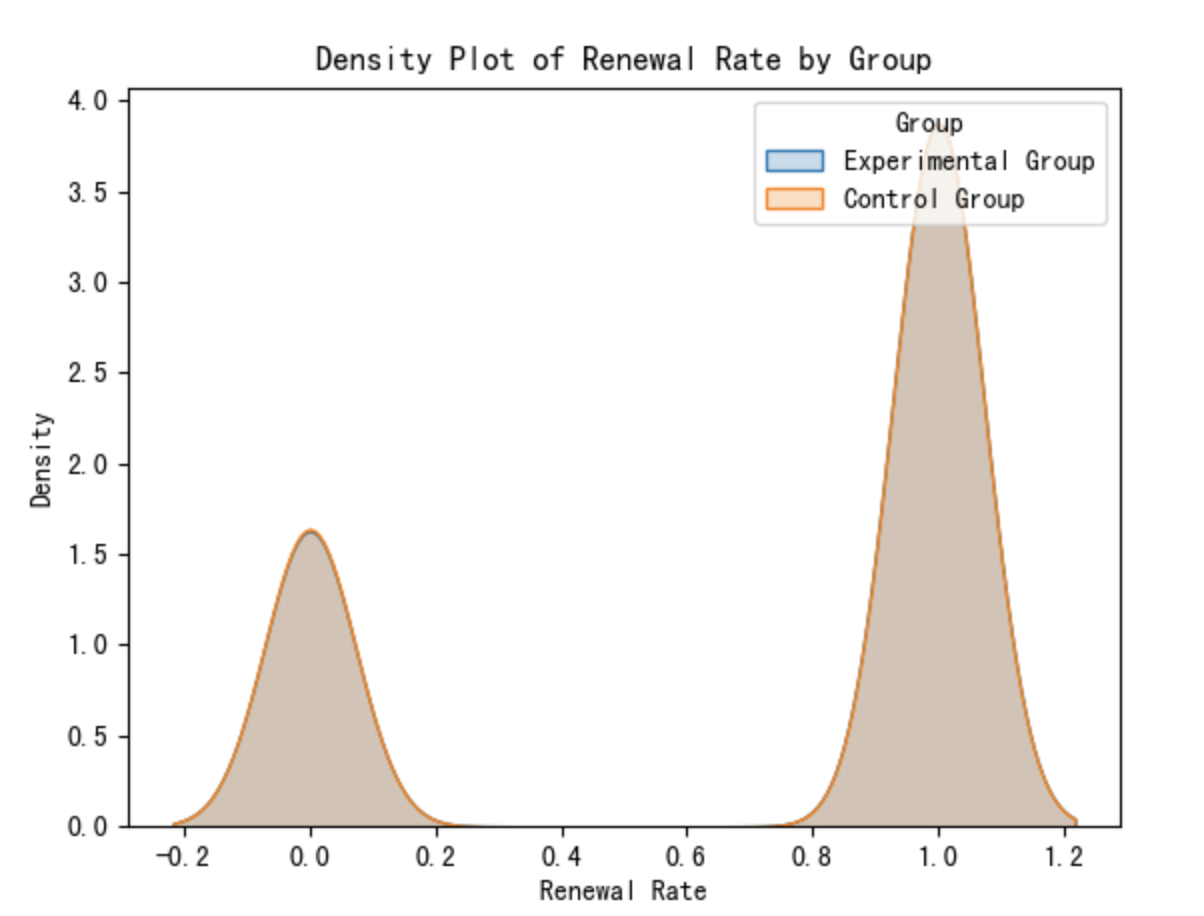 Density Plot of Renewal Rate by Group
Group
Experimental Group
Control Group
4.0
3.5
3.0
2.5
2.0
1.5
1.0
0.5
0.0
Density
-0.2 0.0 0.2 0.4 0.6 0.8 1.0 1.2
Renewal Rate